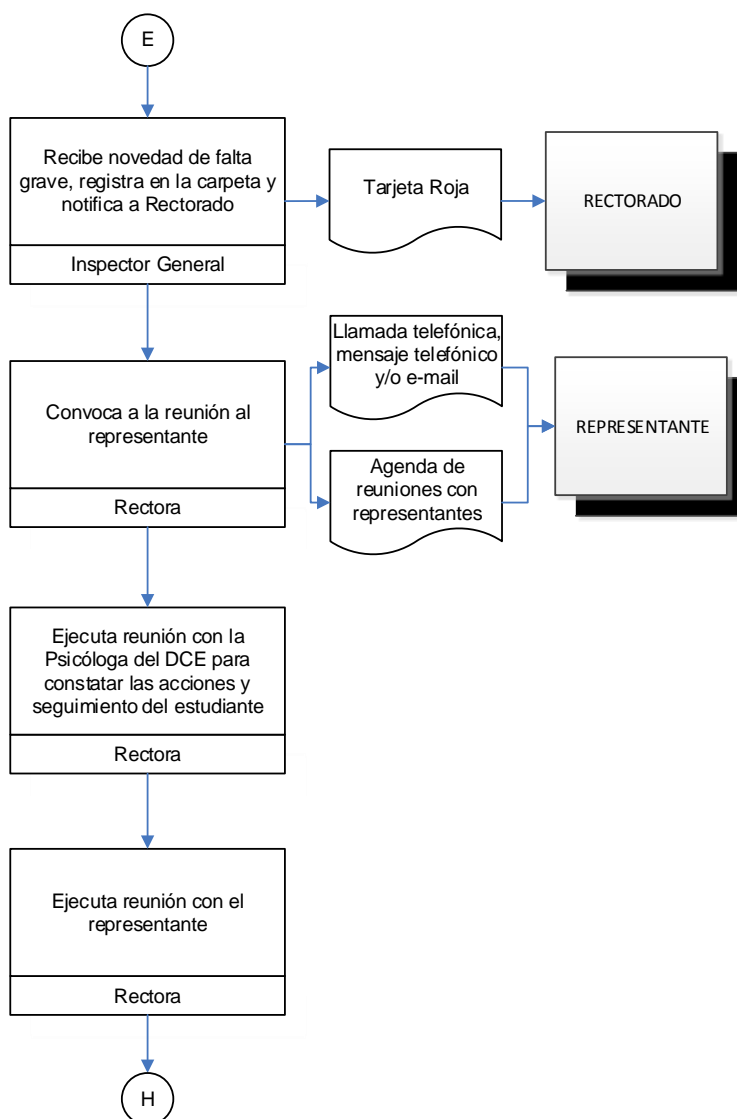 E
Recibe novedad de falta
grave, registra en la carpeta y
notifica a Rectorado
Inspector General
Tarjeta Roja
RECTORADO
Convoca a la reunión al
representante
Rectora
Llamada telefónica,
mensaje telefónico
y/o e-mail
Agenda de
reuniones con
representantes
REPRESENTANTE
Ejecuta reunión con la
Psicóloga del DCE para
constatar las acciones y
seguimiento del estudiante
Rectora
Ejecuta reunión con el
representante
Rectora
H